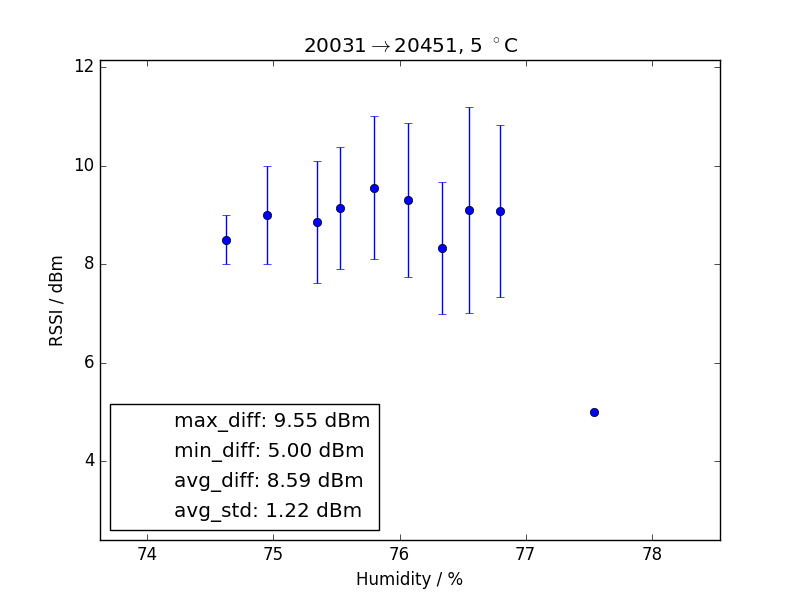 20031→20451, 5 °C
12
10
8
6
4
RSSI / dBm
max_diff: 9.55 dBm
min_diff: 5.00 dBm
avg_diff: 8.59 dBm
avg_std: 1.22 dBm
74 75 76 77 78
Humidity / %